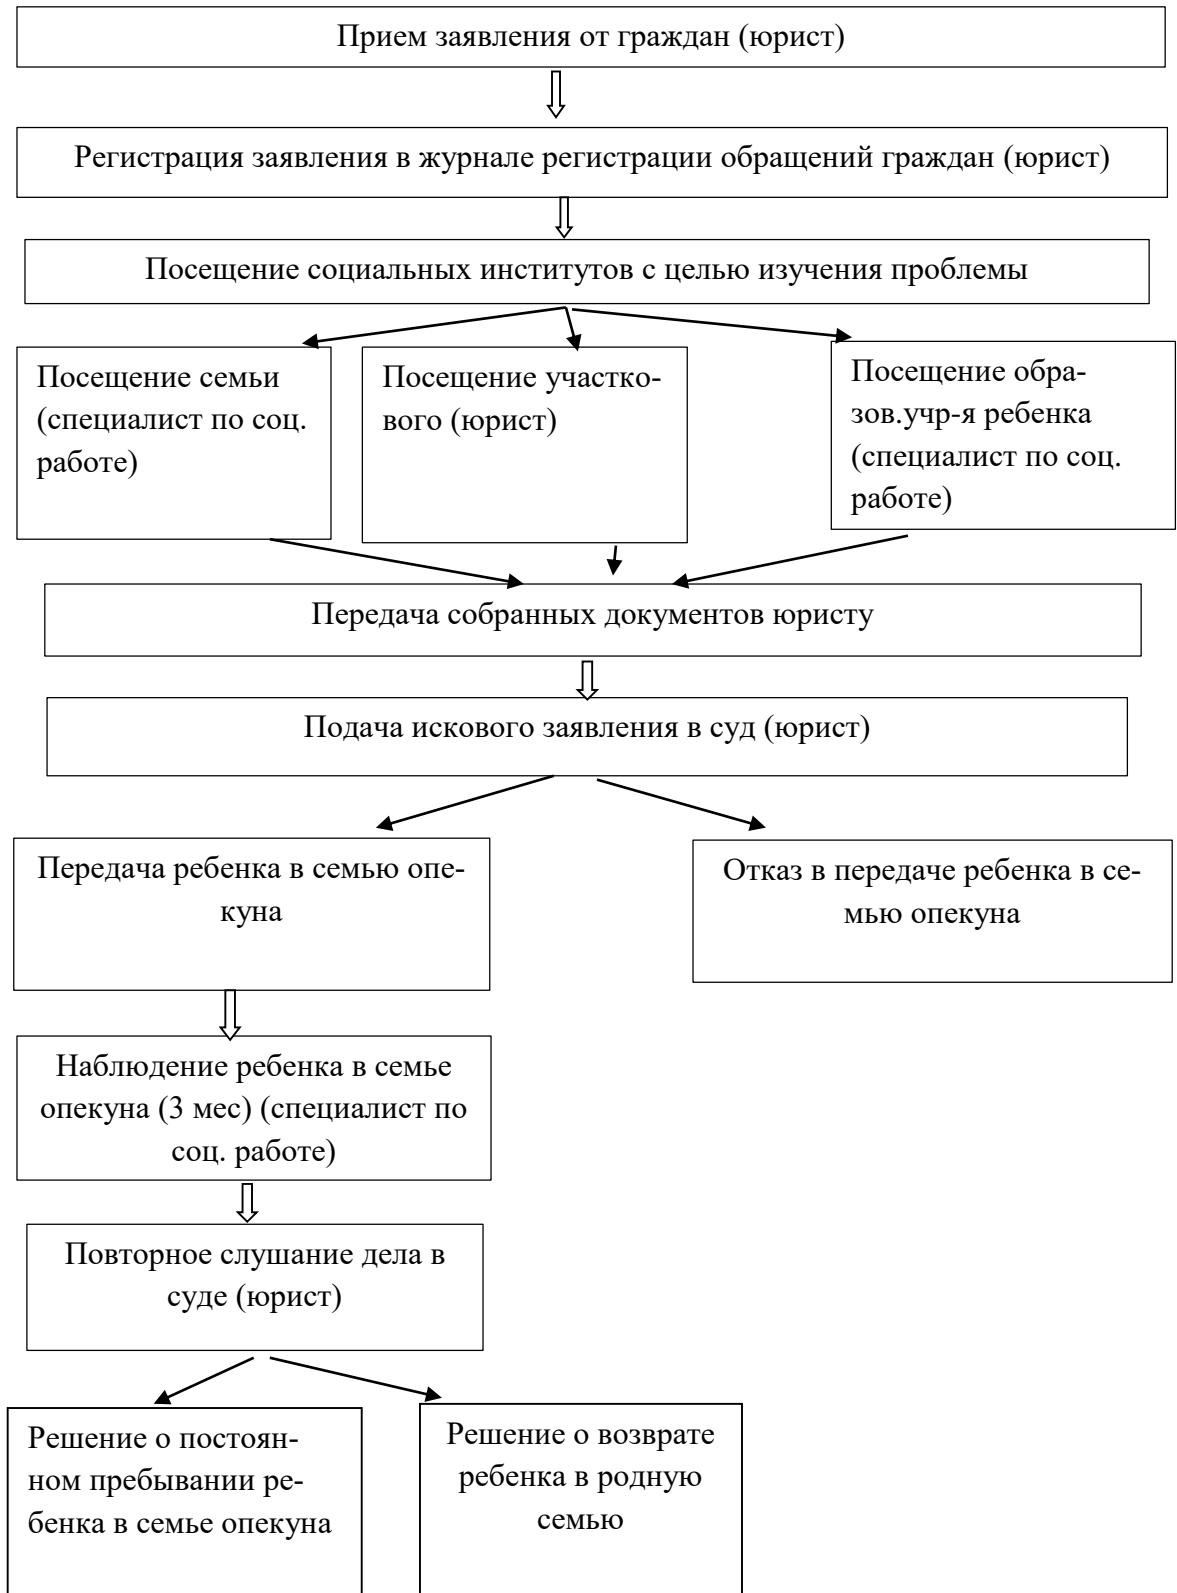 Прием заявления от граждан (юрист)
Регистрация заявления в журнале регистрации обращений граждан (юрист)
Посещение социальных институтов с целью изучения проблемы
Посещение семьи
(специалист по соц.
работе)
Посещение участко-
вого (юрист)
Посещение обра-
зов.учр-я ребенка
(специалист по соц.
работе)
Передача собранных документов юристу
Подача искового заявления в суд (юрист)
Передача ребенка в семью опе-
куна
Отказ в передаче ребенка в се-
мью опекуна
Наблюдение ребенка в семье
опекуна (3 мес) (специалист по
соц. работе)
Повторное слушание дела в
суде (юрист)
Решение о постоян-
ном пребывании ре-
бенка в семье опекуна
Решение о возврате
ребенка в родную
семью